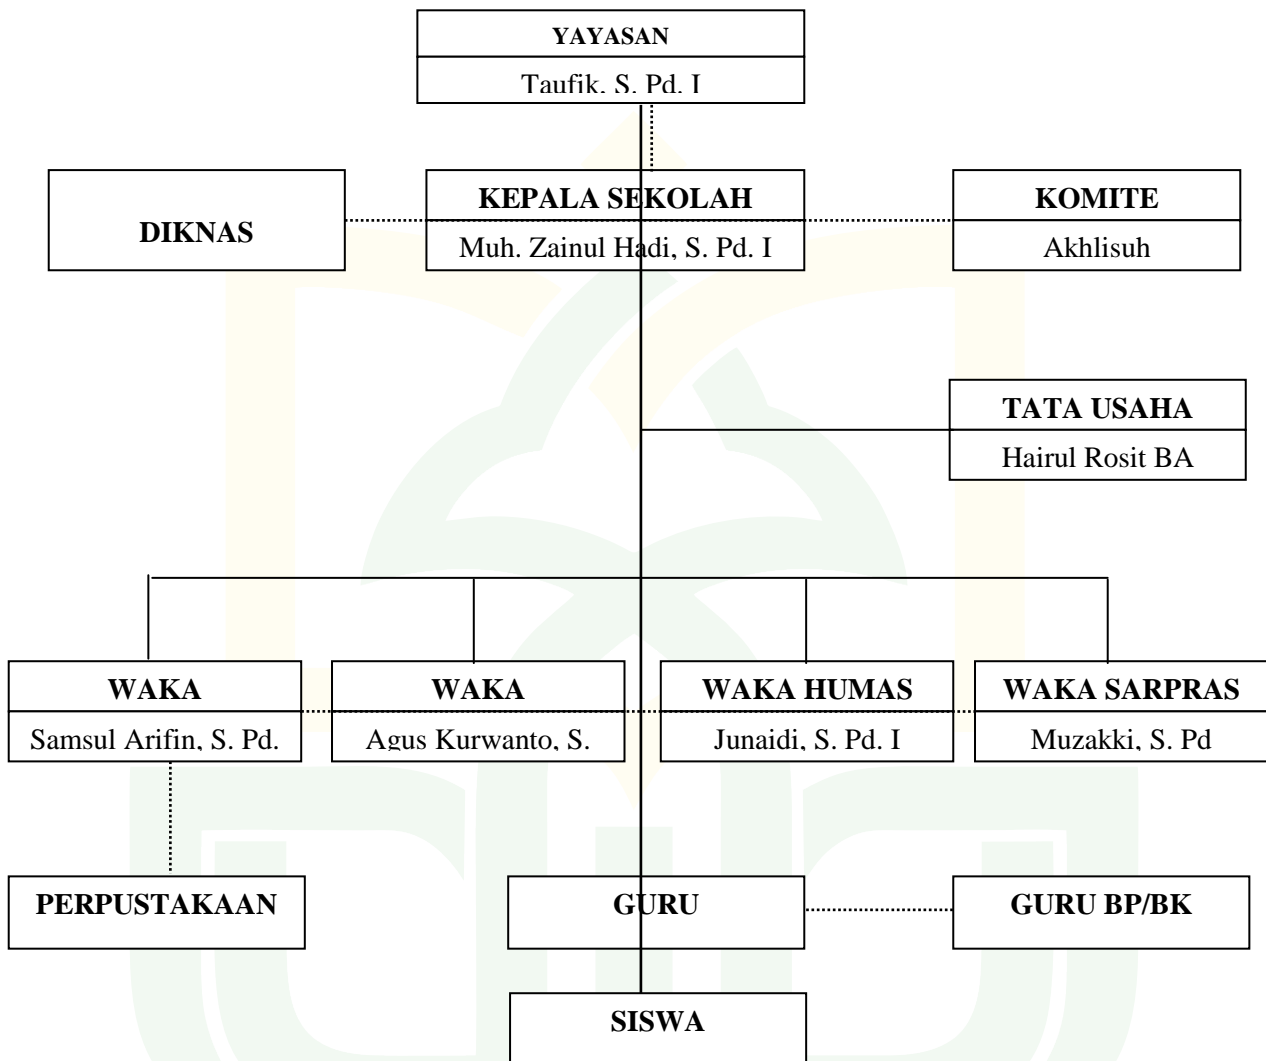 YAYASAN
Taufik, S. Pd. I
DIKNAS
KEPALA SEKOLAH
Muh. Zainul Hadi, S. Pd. I
KOMITE
Akhlisuh
TATA USAHA
Hairul Rosit BA
WAKA
Samsul Arifin, S. Pd.
WAKA
Agus Kurwanto, S.
WAKA HUMAS
Junaidi, S. Pd. I
WAKA SARPRAS
Muzakki, S. Pd
PERPUSTAKAAN
GURU
GURU BP/BK
SISWA